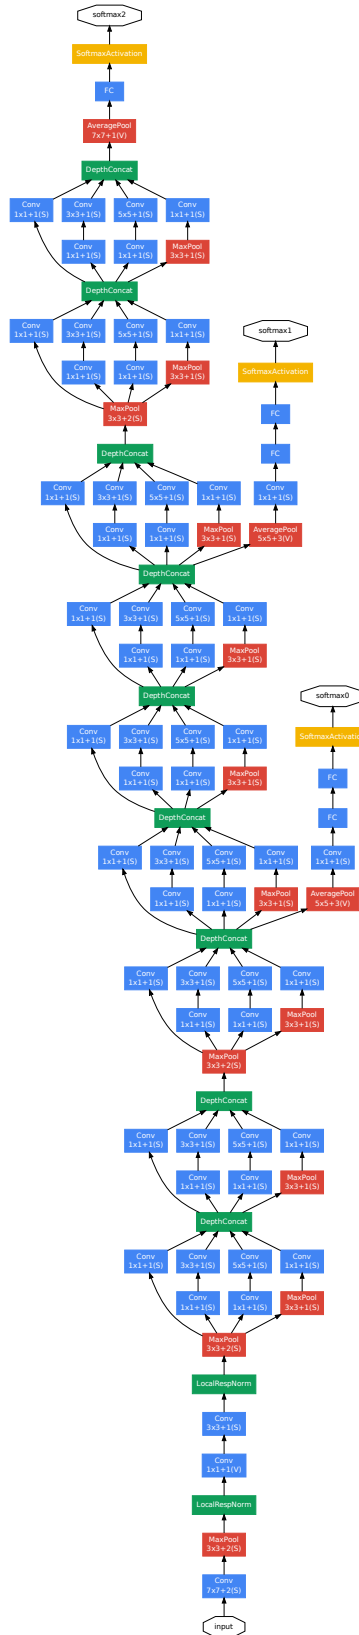 softmax2
SoftmaxActivation
FC
AveragePool
7x7+1(V)
DepthConcat
Conv
1x1+1(S)
Conv
3x3+1(S)
Conv
5x5+1(S)
Conv
1x1+1(S)
Conv
1x1+1(S)
Conv
1x1+1(S)
MaxPool
3x3+1(S)
DepthConcat
Conv
1x1+1(S)
Conv
3x3+1(S)
Conv
5x5+1(S)
Conv
1x1+1(S)
softmax1
Conv
1x1+1(S)
Conv
1x1+1(S)
MaxPool
3x3+1(S)
SoftmaxActivation
MaxPool
3x3+2(S)
FC
DepthConcat
FC
Conv
1x1+1(S)
Conv
3x3+1(S)
Conv
5x5+1(S)
Conv
1x1+1(S)
Conv
1x1+1(S)
Conv
1x1+1(S)
Conv
1x1+1(S)
MaxPool
3x3+1(S)
AveragePool
5x5+3(V)
DepthConcat
Conv
1x1+1(S)
Conv
3x3+1(S)
Conv
5x5+1(S)
Conv
1x1+1(S)
Conv
1x1+1(S)
Conv
1x1+1(S)
MaxPool
3x3+1(S)
DepthConcat
softmax0
Conv
1x1+1(S)
Conv
3x3+1(S)
Conv
5x5+1(S)
Conv
1x1+1(S)
SoftmaxActivatio
Conv
1x1+1(S)
Conv
1x1+1(S)
MaxPool
3x3+1(S)
FC
DepthConcat
FC
Conv
1x1+1(S)
Conv
3x3+1(S)
Conv
5x5+1(S)
Conv
1x1+1(S)
Conv
1x1+1(S)
Conv
1x1+1(S)
Conv
1x1+1(S)
MaxPool
3x3+1(S)
AveragePool
5x5+3(V)
DepthConcat
Conv
1x1+1(S)
Conv
3x3+1(S)
Conv
5x5+1(S)
Conv
1x1+1(S)
Conv
1x1+1(S)
Conv
1x1+1(S)
MaxPool
3x3+1(S)
MaxPool
3x3+2(S)
DepthConcat
Conv
1x1+1(S)
Conv
3x3+1(S)
Conv
5x5+1(S)
Conv
1x1+1(S)
Conv
1x1+1(S)
Conv
1x1+1(S)
MaxPool
3x3+1(S)
DepthConcat
Conv
1x1+1(S)
Conv
3x3+1(S)
Conv
5x5+1(S)
Conv
1x1+1(S)
Conv
1x1+1(S)
Conv
1x1+1(S)
MaxPool
3x3+1(S)
MaxPool
3x3+2(S)
LocalRespNorm
Conv
3x3+1(S)
Conv
1x1+1(V)
LocalRespNorm
MaxPool
3x3+2(S)
Conv
7x7+2(S)
input